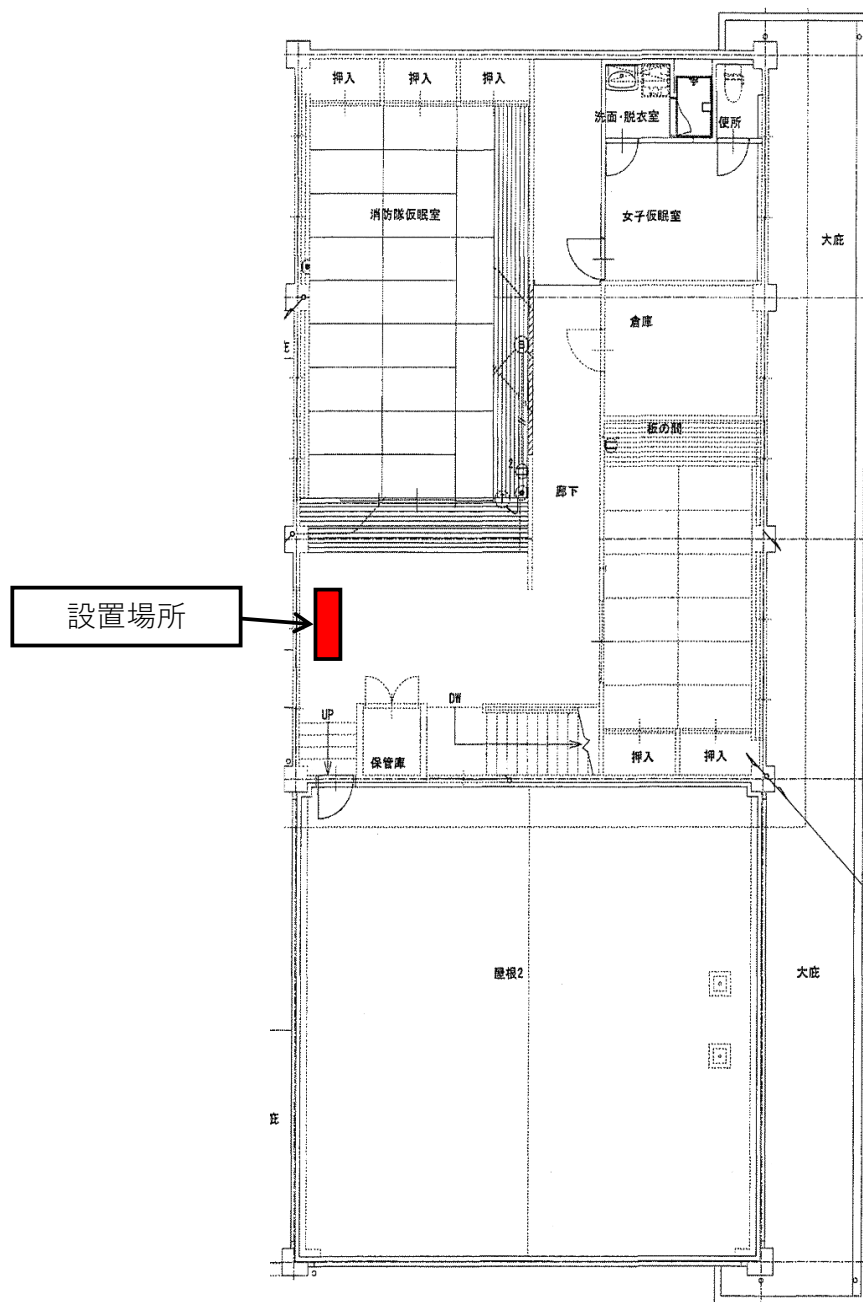 押入
押入
押入
洗面・脱衣室
便所
消防隊仮眠室
女子仮眠室
大庇
倉庫
庇
板の間
2
廊下
設置場所
DW
UP
保管庫
押入
押入
屋根2
大庇
庇